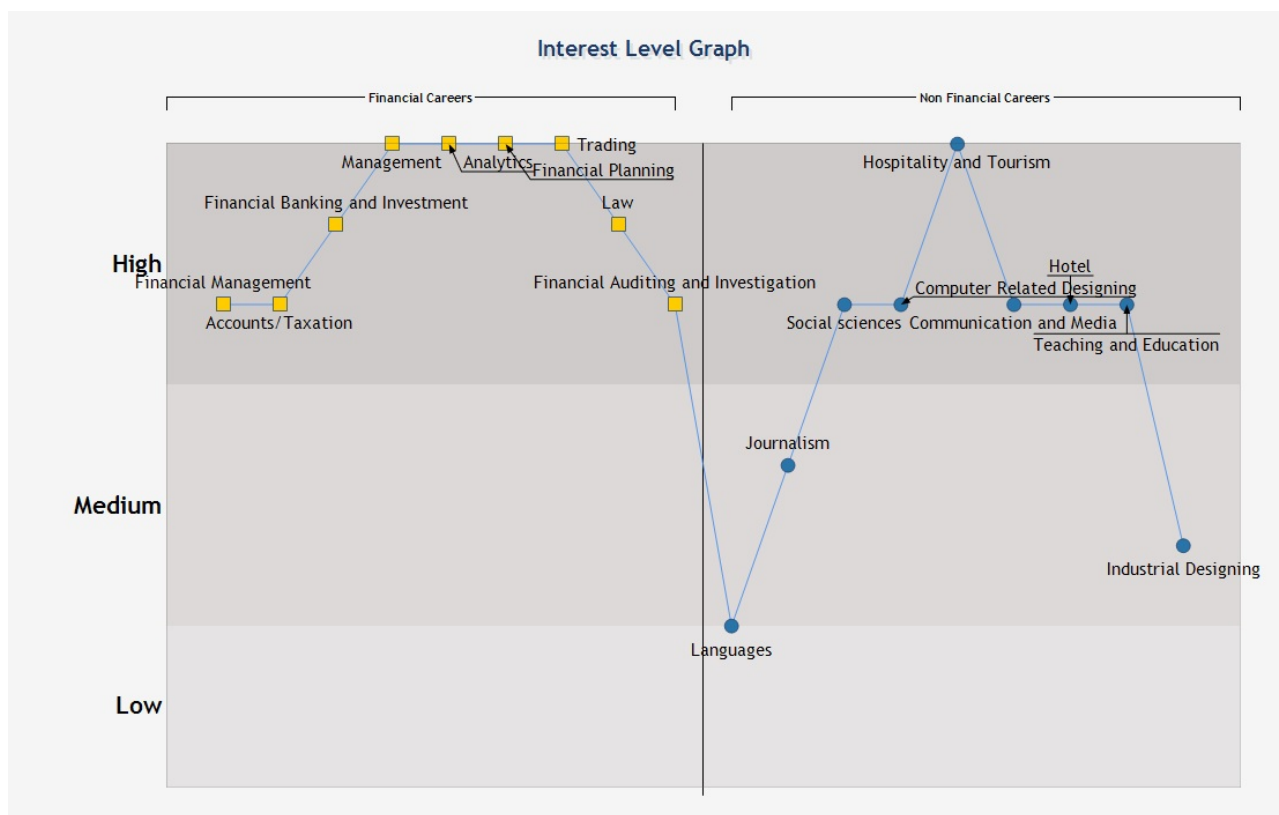 Interest Level Graph
Financial Careers
Non Financial Careers
Trading
Management
Analytics
Hospitality and Tourism
Financial Planning
Financial Banking and Investment
Law
High
Hotel
Financial Management
Financial Auditing and Investigation
Computer Related Designing
Accounts/Taxation
Social sciences
Communication and Media
Teaching and Education
Journalism
Medium
Industrial Designing
Languages
Low